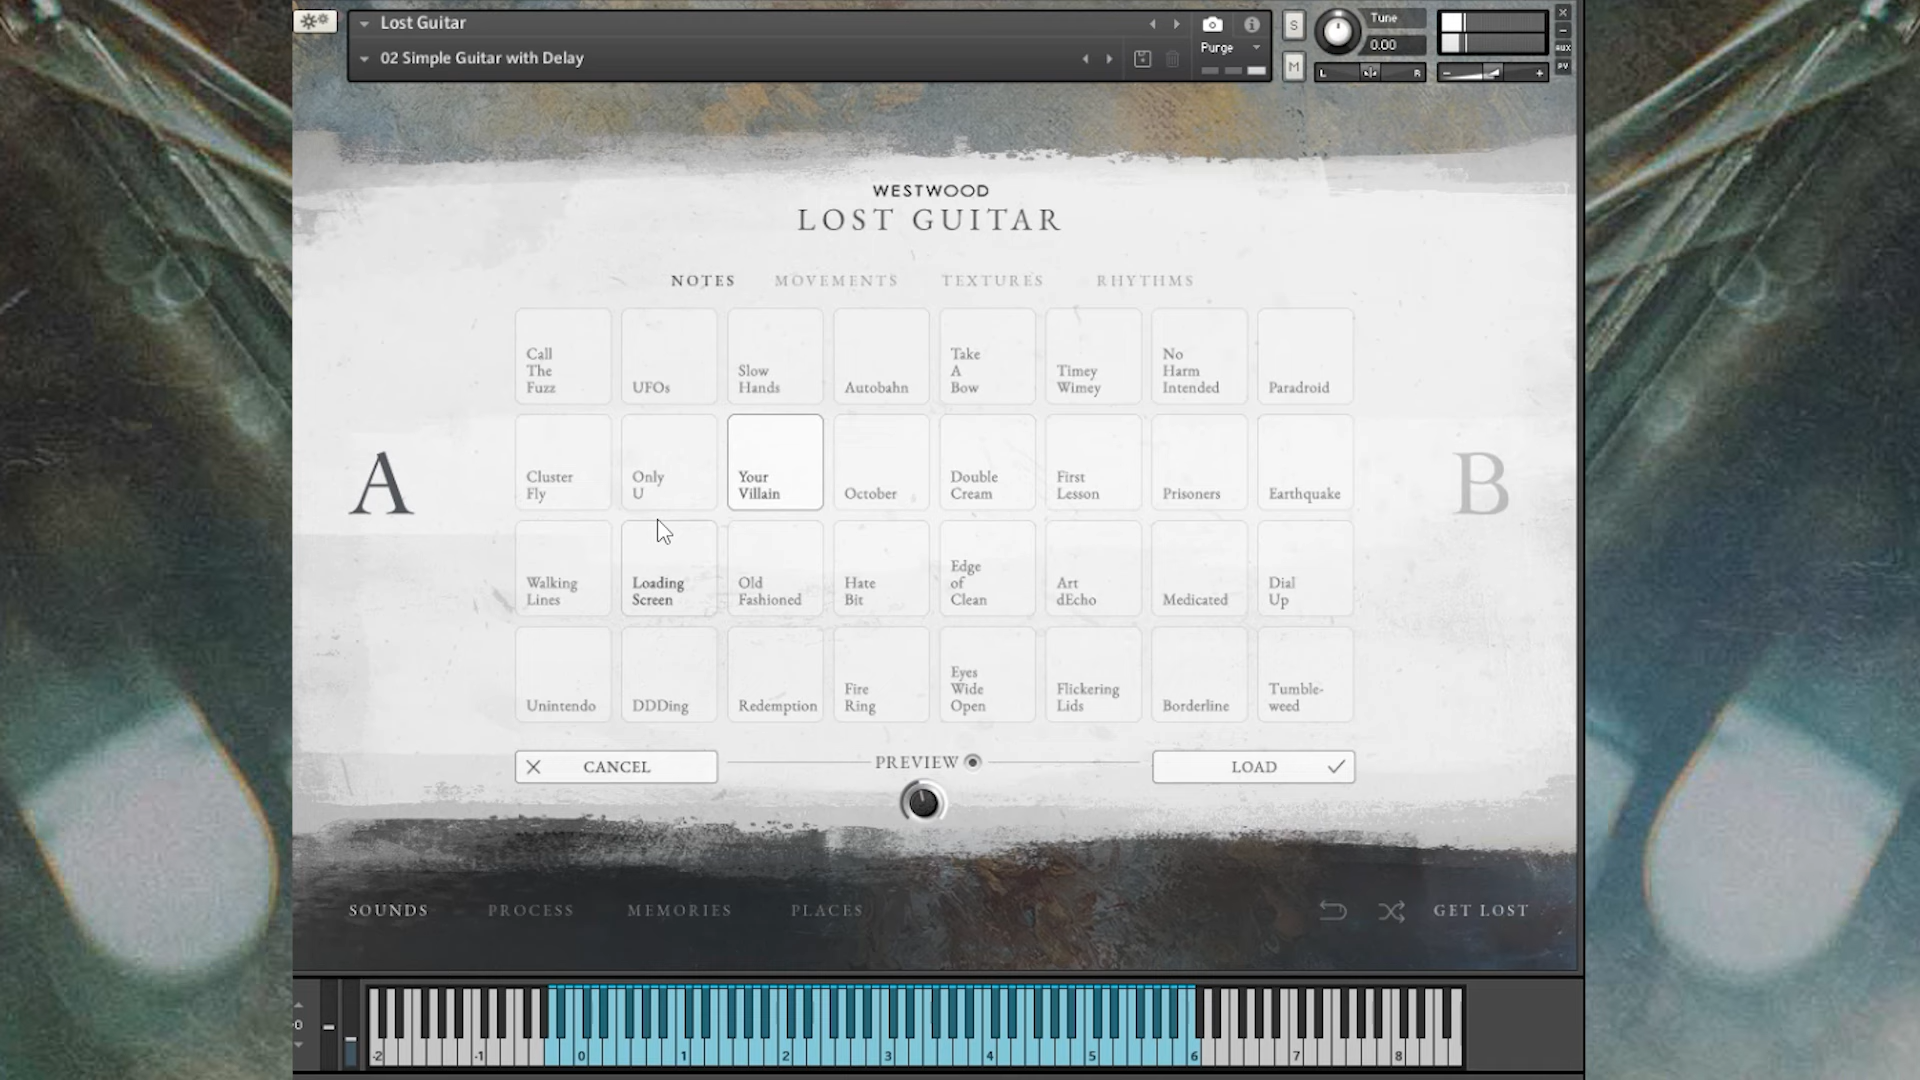 Lost Guitar
02 Simple Guitar with Delay
Purge
S
M
Tune
0.00
L R
- +
AUX
PV
WESTWOOD
LOST GUITAR
NOTES MOVEMENTS TEXTURES RHYTHMS
Call
The
Fuzz
UFOs
Slow
Hands
Autobahn
Take
A
Bow
Timey
Wimey
No
Harm
Intended
Paradroid
Cluster
Fly
Only
U
Your
Villain
October
Double
Cream
First
Lesson
Prisoners
Earthquake
Walking
Lines
Loading
Screen
Old
Fashioned
Hate
Bit
Edge
of
Clean
Art
dEcho
Medicated
Dial
Up
Unintendo
DDDing
Redemption
Fire
Ring
Eyes
Wide
Open
Flickering
Lids
Borderline
Tumble-
weed
A
B
CANCEL
PREVIEW
LOAD
SOUNDS PROCESS MEMORIES PLACES GET LOST
-2 -1 0 1 2 3 4 5 6 7 8